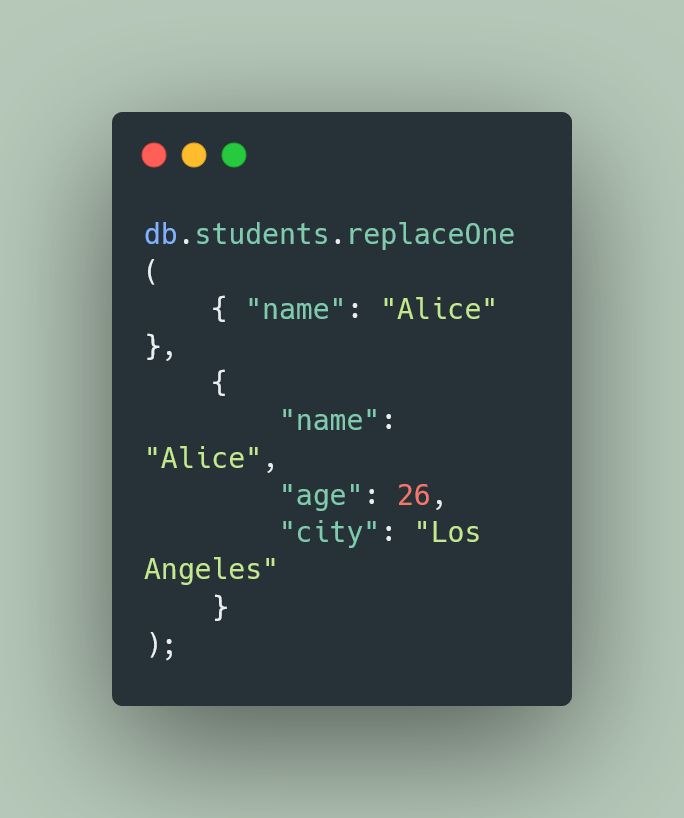 db.students.replaceOne
(
    { "name": "Alice"
},
    {
        "name":
"Alice",
        "age": 26,
        "city": "Los
Angeles"
    }
);